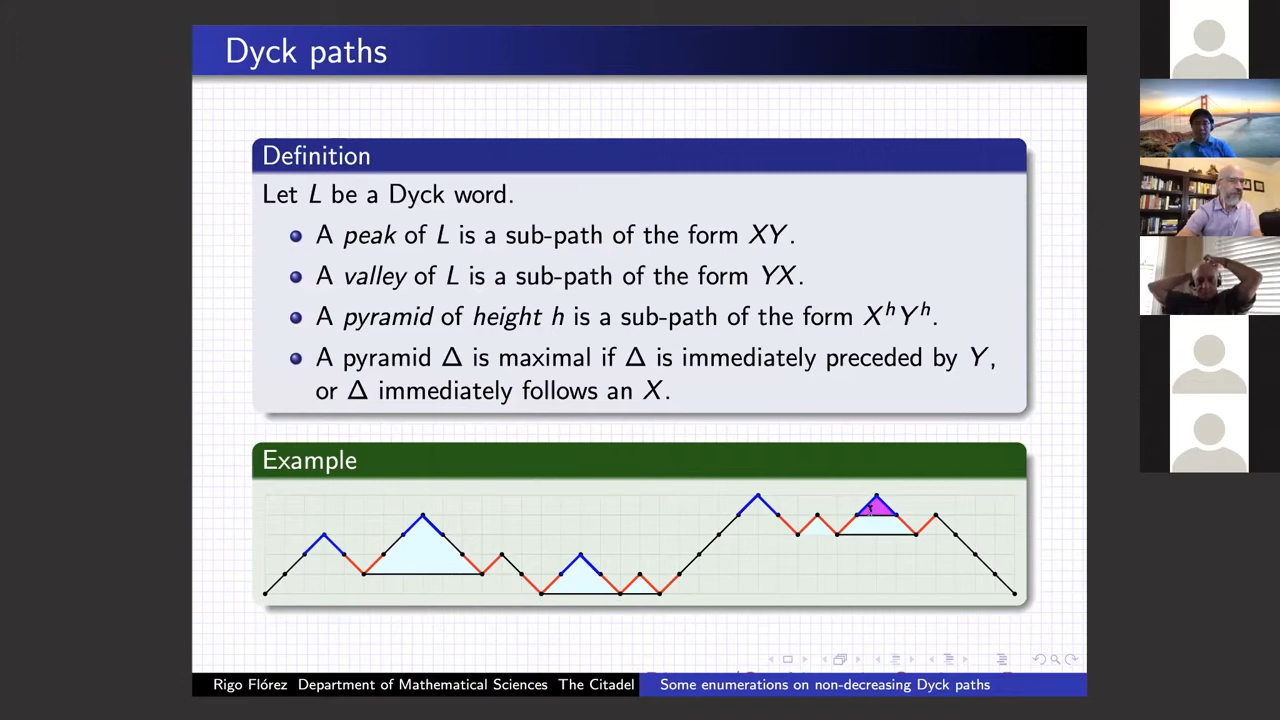 Dyck paths
Definition
Let L be a Dyck word.
A peak of L is a sub-path of the form XY.
A valley of L is a sub-path of the form YX.
A pyramid of height h is a sub-path of the form XʰYʰ.
A pyramid Δ is maximal if Δ is immediately preceded by Y,
or Δ immediately follows an X.
Example
Rigo Flórez Department of Mathematical Sciences The Citadel
Some enumerations on non-decreasing Dyck paths